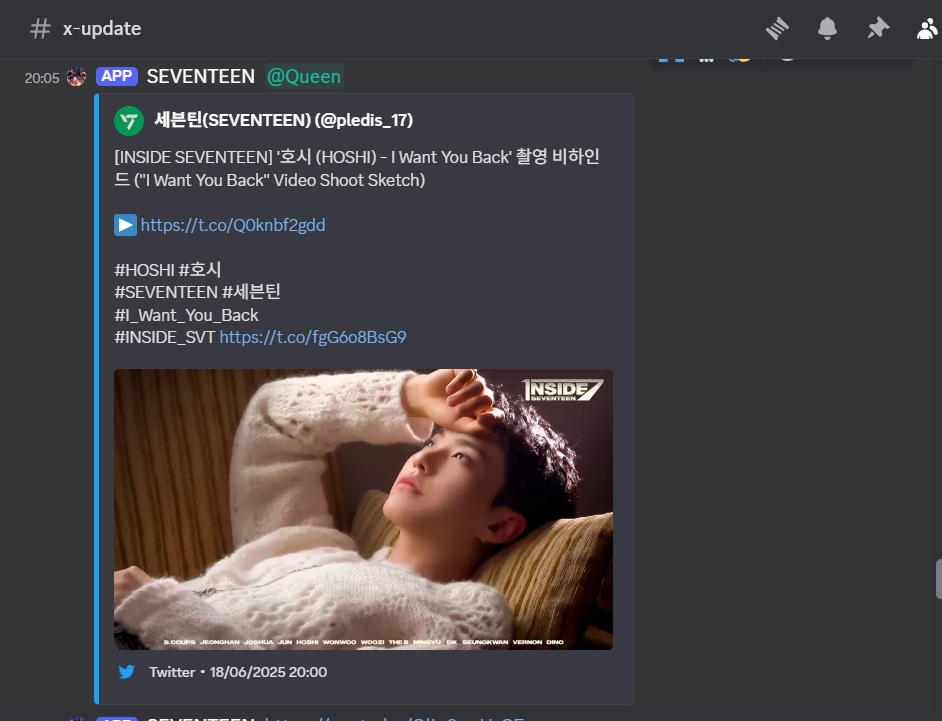 # x-update
20:05 APP SEVENTEEN @Queen
세븐틴(SEVENTEEN) (@pledis_17)
[INSIDE SEVENTEEN] '호시 (HOSHI) - I Want You Back' 촬영 비하인
드 ("I Want You Back" Video Shoot Sketch)
https://t.co/Q0knbf2gdd
#HOSHI #호시
#SEVENTEEN #세븐틴
#I_Want_You_Back
#INSIDE_SVT https://t.co/fgG6o8BsG9
INSIDE 7
SEVENTEEN
S.COUPS JEONGHAN JOSHUA JUN HOSHI WONWOO WOOZI THE 8 MINGYU DK SEUNGKWAN VERNON DINO
Twitter • 18/06/2025 20:00
APP SEVENTEEN